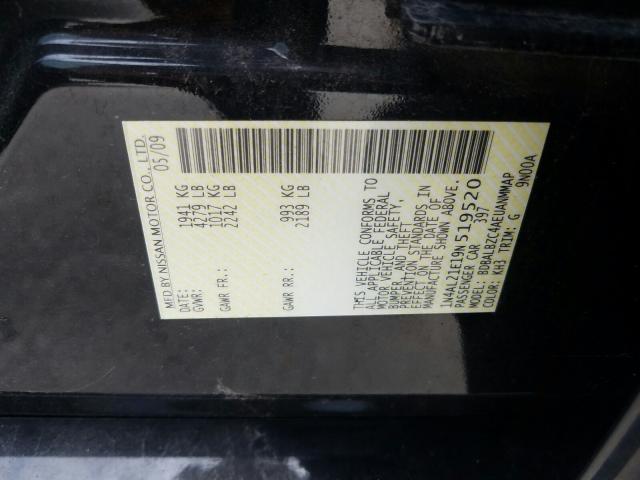 MFD BY NISSAN MOTOR CO., LTD.
DATE: 05/09
GVWR: 1941 KG
4279 LB
GAWR FR.: 1017 KG
2242 LB
GAWR RR.: 993 KG
2189 LB
THIS VEHICLE CONFORMS TO
ALL APPLICABLE FEDERAL
MOTOR VEHICLE SAFETY,
BUMPER, AND THEFT
PREVENTION STANDARDS IN
EFFECT ON THE DATE OF
MANUFACTURE SHOWN ABOVE.
1N4AL21E19N519520
PASSENGER CAR 397
MODEL: BDBALBZC4AEUANMMAP
COLOR: KH3 TRIM: G 9N00A